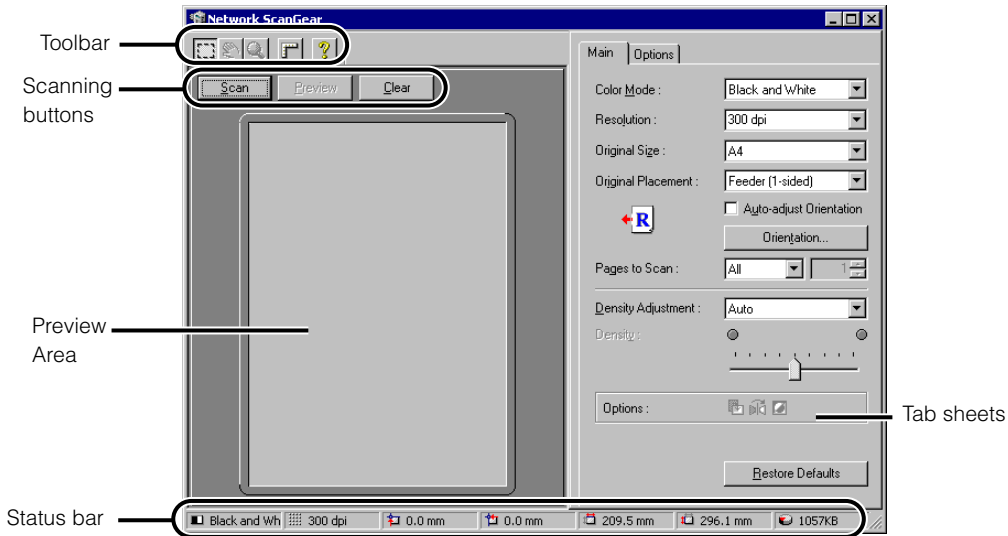 Network ScanGear
Toolbar
Scanning
buttons
Scan
Preview
Clear
Preview
Area
Main
Options
Color Mode :
Black and White
Resolution :
300 dpi
Original Size :
A4
Original Placement :
Feeder (1-sided)
R
Auto-adjust Orientation
Orientation...
Pages to Scan :
All
1
Density Adjustment :
Auto
Density :
Options :
Tab sheets
Restore Defaults
Status bar
Black and Wh
300 dpi
0.0 mm
0.0 mm
209.5 mm
296.1 mm
1057KB